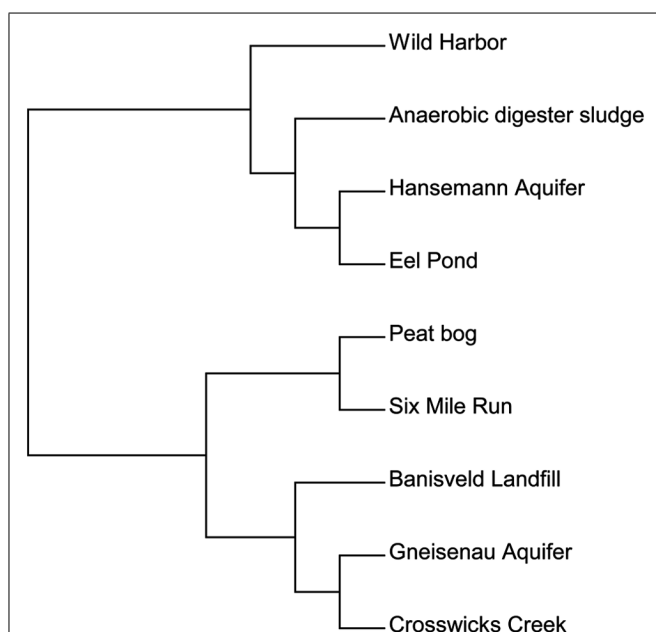 Wild Harbor
Anaerobic digester sludge
Hansemann Aquifer
Eel Pond
Peat bog
Six Mile Run
Banisveld Landfill
Gneisenau Aquifer
Crosswicks Creek